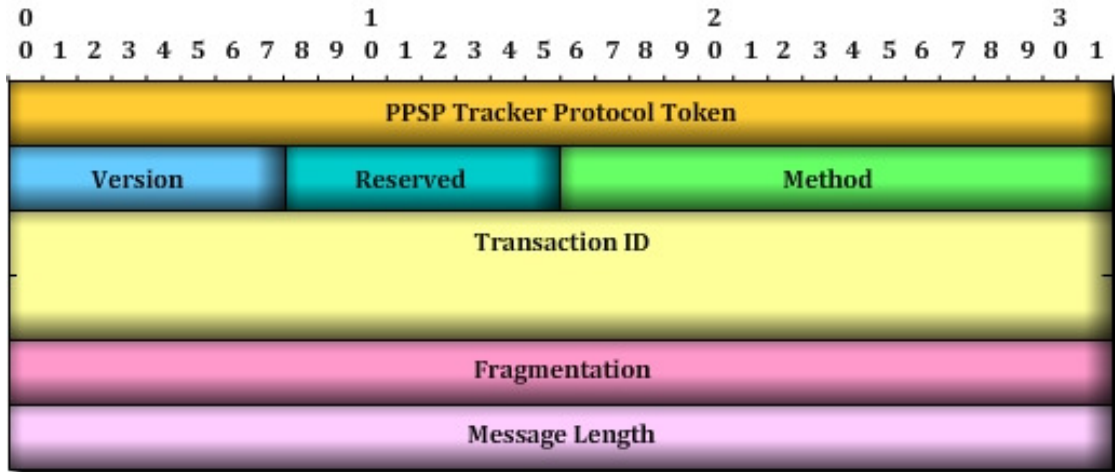 0 1 2 3
0 1 2 3 4 5 6 7 8 9 0 1 2 3 4 5 6 7 8 9 0 1 2 3 4 5 6 7 8 9 0 1
PPSP Tracker Protocol Token
Version Reserved Method
Transaction ID
Fragmentation
Message Length